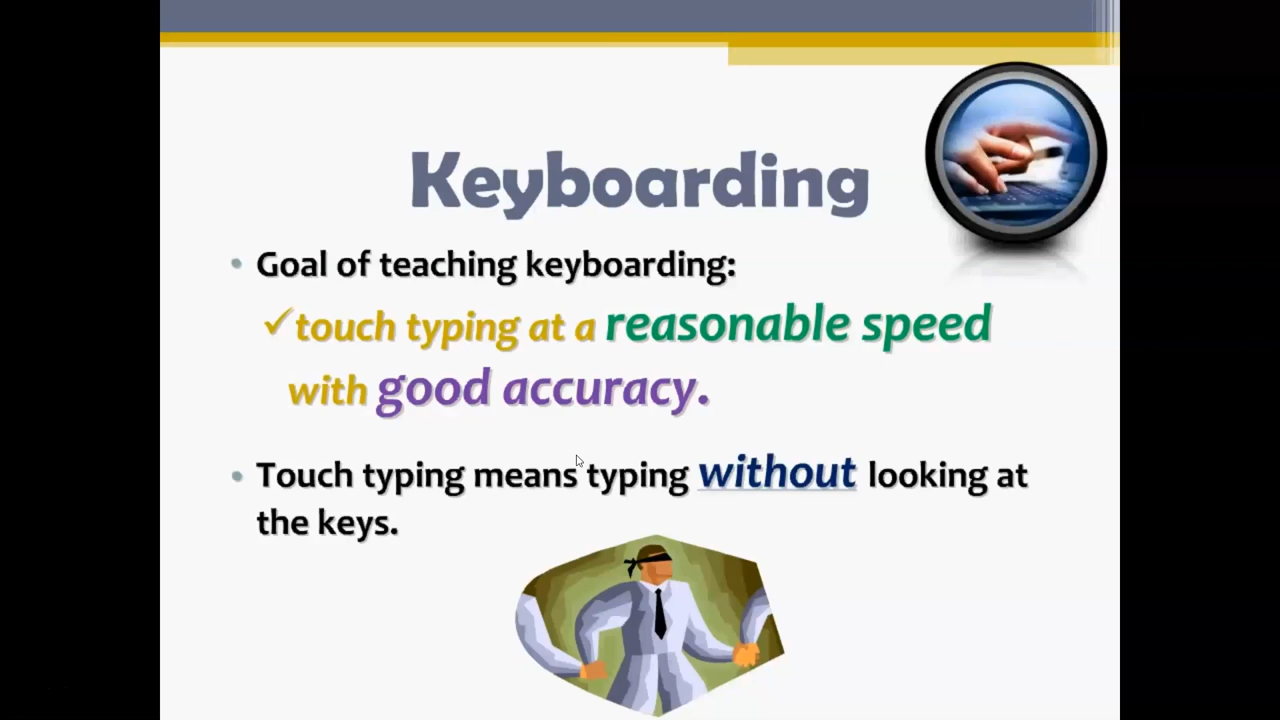 Keyboarding
• Goal of teaching keyboarding:
✓touch typing at a reasonable speed
with good accuracy.
• Touch typing means typing without looking at
the keys.